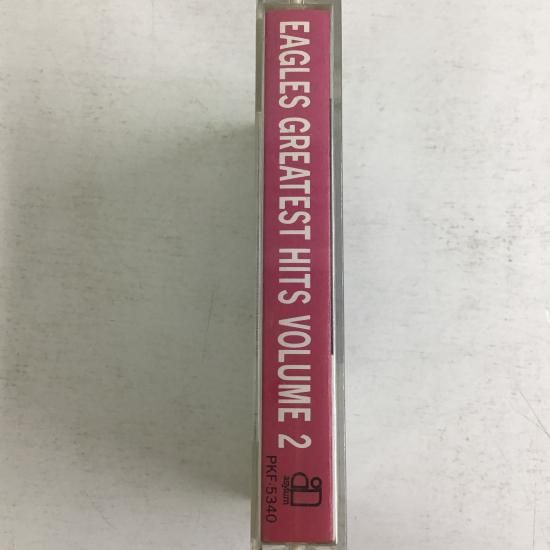 EAGLES GREATEST HITS VOLUME 2
asylum
PKF-5340